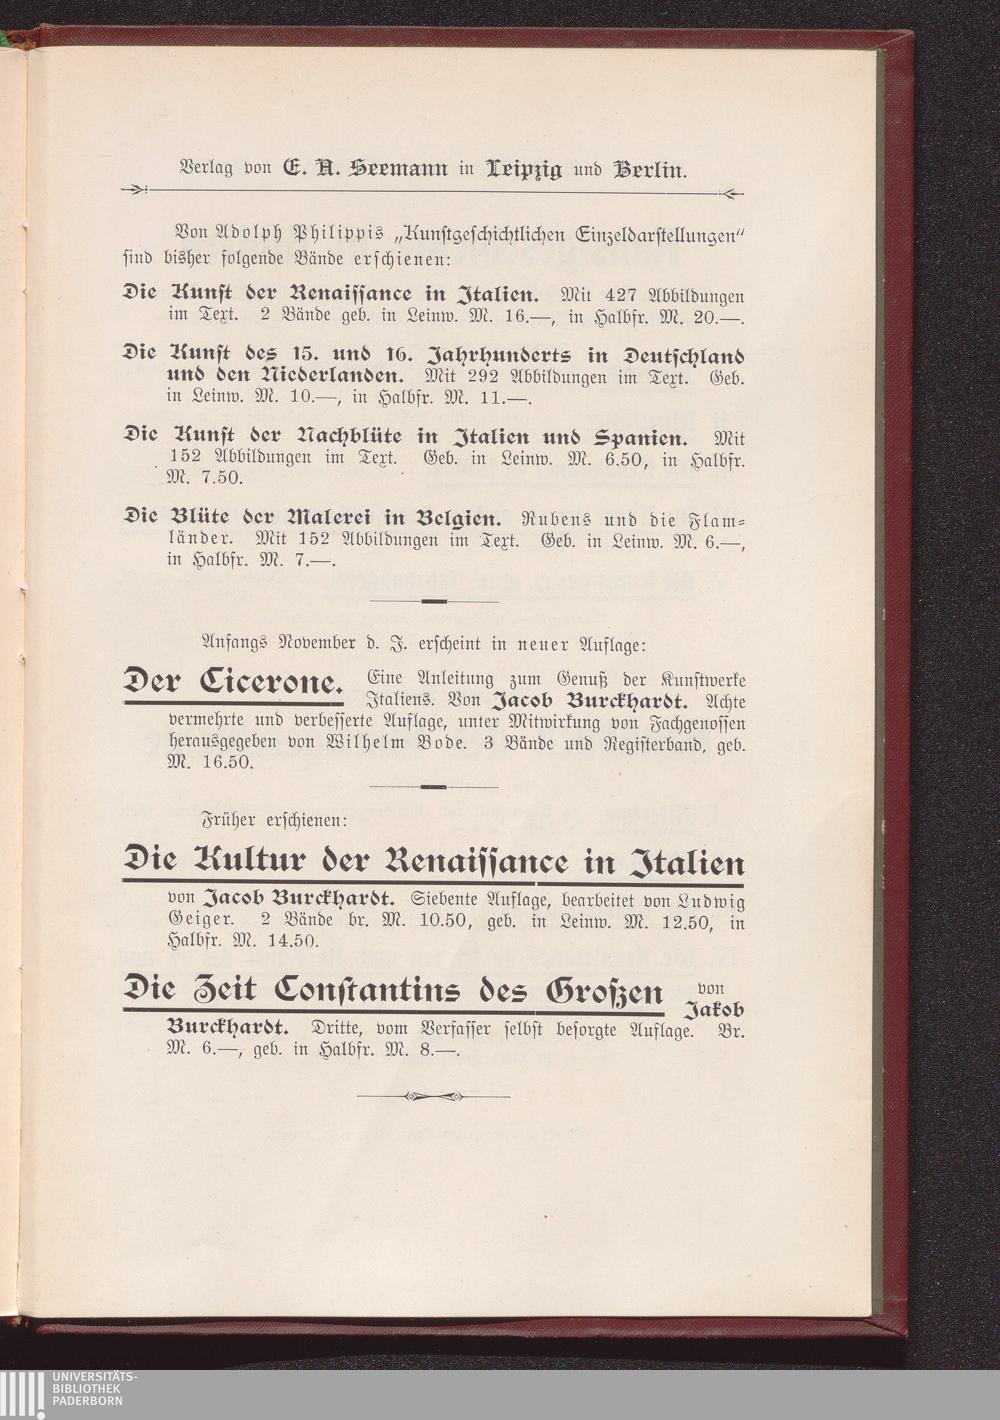 Verlag von E. A. Seemann in Leipzig und Berlin.
Von Adolph Philippis „Kunstgeschichtlichen Einzeldarstellungen“
sind bisher folgende Bände erschienen:
Die Kunst der Renaissance in Italien. Mit 427 Abbildungen
im Text. 2 Bände geb. in Leinw. M. 16.—, in Halbfr. M. 20.—.
Die Kunst des 15. und 16. Jahrhunderts in Deutschland
und den Niederlanden. Mit 292 Abbildungen im Text. Geb.
in Leinw. M. 10.—, in Halbfr. M. 11.—.
Die Kunst der Nachblüte in Italien und Spanien. Mit
152 Abbildungen im Text. Geb. in Leinw. M. 6.50, in Halbfr.
M. 7.50.
Die Blüte der Malerei in Belgien. Rubens und die Flam-
länder. Mit 152 Abbildungen im Text. Geb. in Leinw. M. 6.—,
in Halbfr. M. 7.—.
Anfangs November d. J. erscheint in neuer Auflage:
Der Cicerone. Eine Anleitung zum Genuß der Kunstwerke
Italiens. Von Jacob Burckhardt. Achte
vermehrte und verbesserte Auflage, unter Mitwirkung von Fachgenossen
herausgegeben von Wilhelm Bode. 3 Bände und Registerband, geb.
M. 16.50.
Früher erschienen:
Die Kultur der Renaissance in Italien
von Jacob Burckhardt. Siebente Auflage, bearbeitet von Ludwig
Geiger. 2 Bände br. M. 10.50, geb. in Leinw. M. 12.50, in
Halbfr. M. 14.50.
Die Zeit Constantins des Großen von
Jakob
Burckhardt. Dritte, vom Verfasser selbst besorgte Auflage. Br.
M. 6.—, geb. in Halbfr. M. 8.—.
UNIVERSITÄTS-
BIBLIOTHEK
PADERBORN